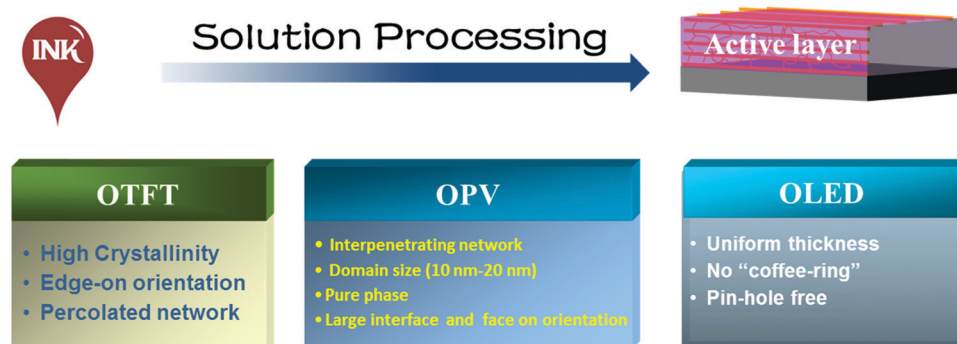 INK
Solution Processing
Active layer
OTFT
• High Crystallinity
• Edge-on orientation
• Percolated network
OPV
• Interpenetrating network
• Domain size (10 nm-20 nm)
• Pure phase
• Large interface and face on orientation
OLED
• Uniform thickness
• No “coffee-ring”
• Pin-hole free